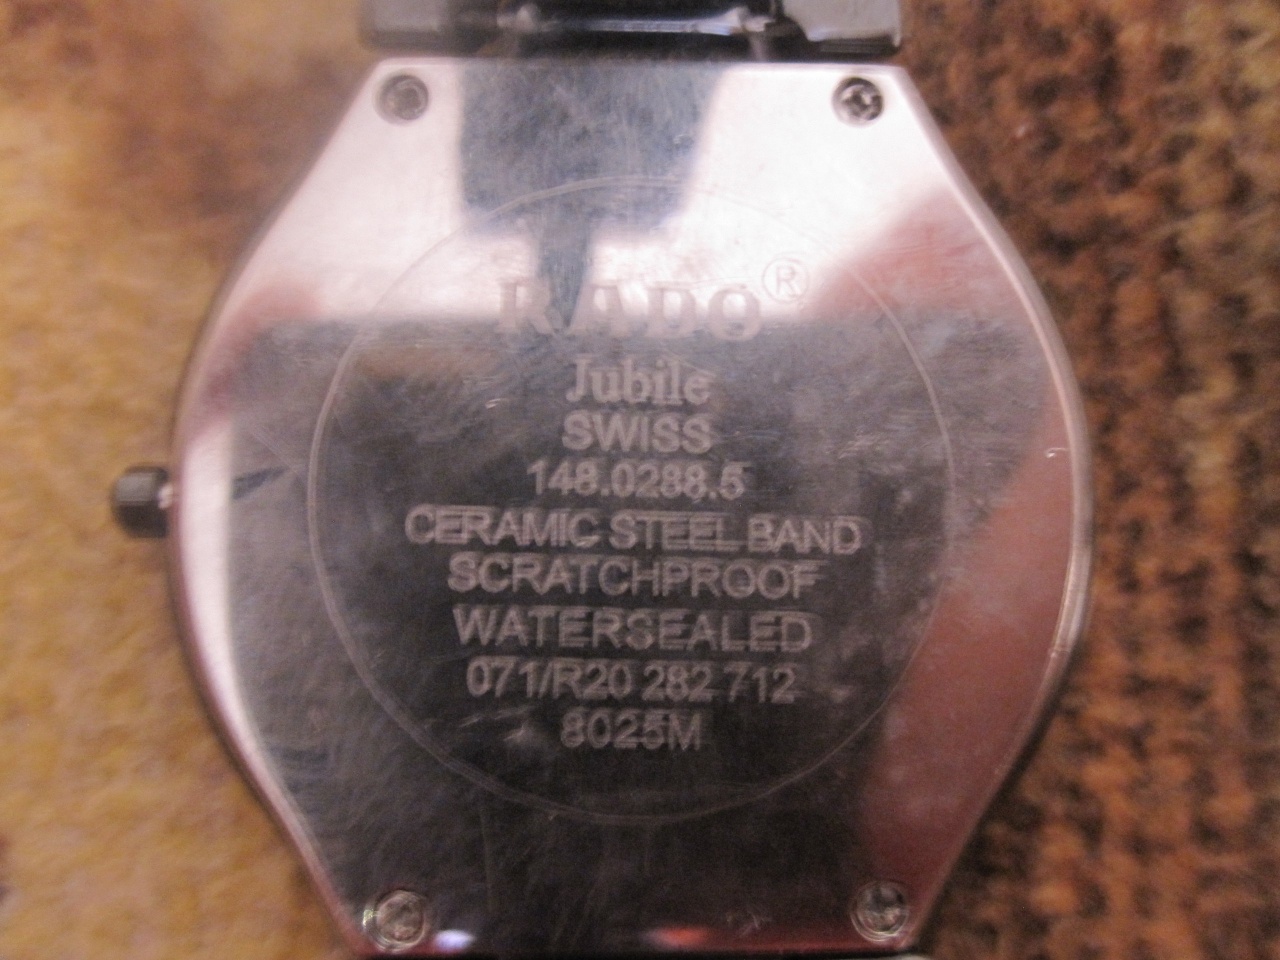 RADO®
Jubile
SWISS
148.0288.5
CERAMIC STEEL BAND
SCRATCHPROOF
WATERSEALED
071/R20 282 712
8025M